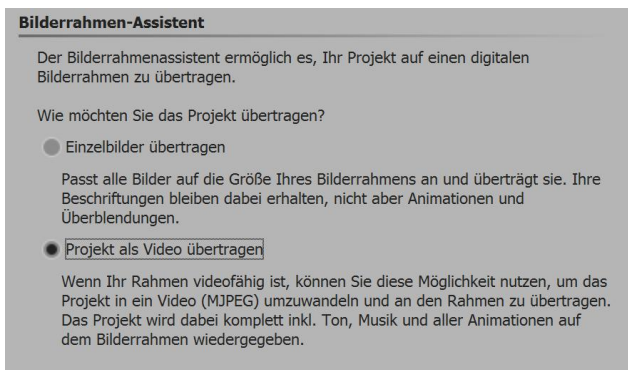 Bilderrahmen-Assistent
Der Bilderrahmenassistent ermöglich es, Ihr Projekt auf einen digitalen
Bilderrahmen zu übertragen.
Wie möchten Sie das Projekt übertragen?
Einzelbilder übertragen
Passt alle Bilder auf die Größe Ihres Bilderrahmens an und überträgt sie. Ihre
Beschriftungen bleiben dabei erhalten, nicht aber Animationen und
Überblendungen.
Projekt als Video übertragen
Wenn Ihr Rahmen videofähig ist, können Sie diese Möglichkeit nutzen, um das
Projekt in ein Video (MJPEG) umzuwandeln und an den Rahmen zu übertragen.
Das Projekt wird dabei komplett inkl. Ton, Musik und aller Animationen auf
dem Bilderrahmen wiedergegeben.